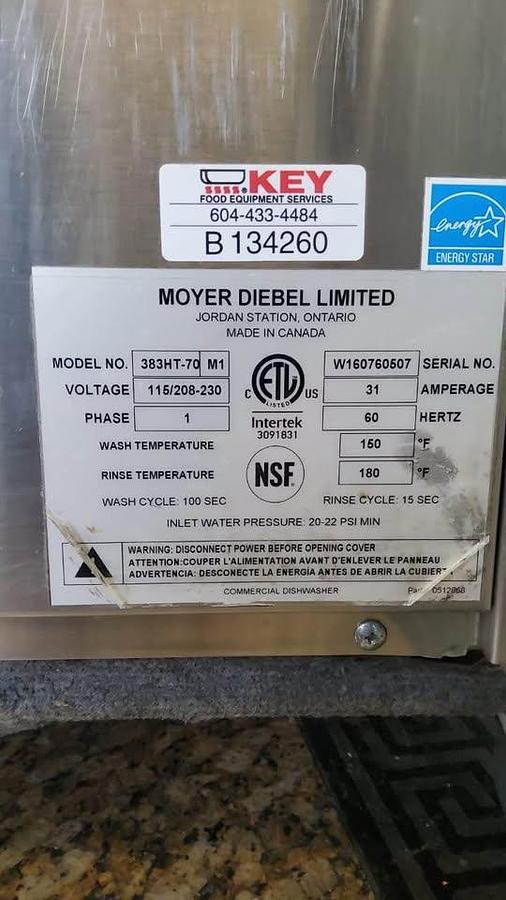 KEY
FOOD EQUIPMENT SERVICES
604-433-4484
B 134260
energy
ENERGY STAR
MOYER DIEBEL LIMITED
JORDAN STATION, ONTARIO
MADE IN CANADA
MODEL NO. 383HT-70 M1 W160760507 SERIAL NO.
VOLTAGE 115/208-230 C ETL US 31 AMPERAGE
LISTED
PHASE 1 Intertek 60 HERTZ
3091831
WASH TEMPERATURE 150 °F
RINSE TEMPERATURE NSF 180 °F
WASH CYCLE: 100 SEC RINSE CYCLE: 15 SEC
INLET WATER PRESSURE: 20-22 PSI MIN
WARNING: DISCONNECT POWER BEFORE OPENING COVER
ATTENTION:COUPER L'ALIMENTATION AVANT D'ENLEVER LE PANNEAU
ADVERTENCIA: DESCONECTE LA ENERGÍA ANTES DE ABRIR LA
COMMERCIAL DISHWASHER